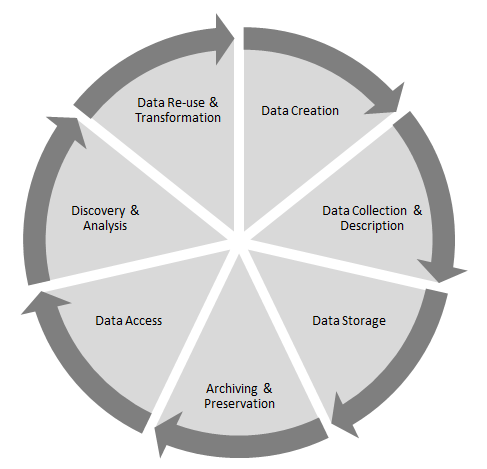 Data Creation
Data Collection &
Description
Data Storage
Archiving &
Preservation
Data Access
Discovery &
Analysis
Data Re-use &
Transformation